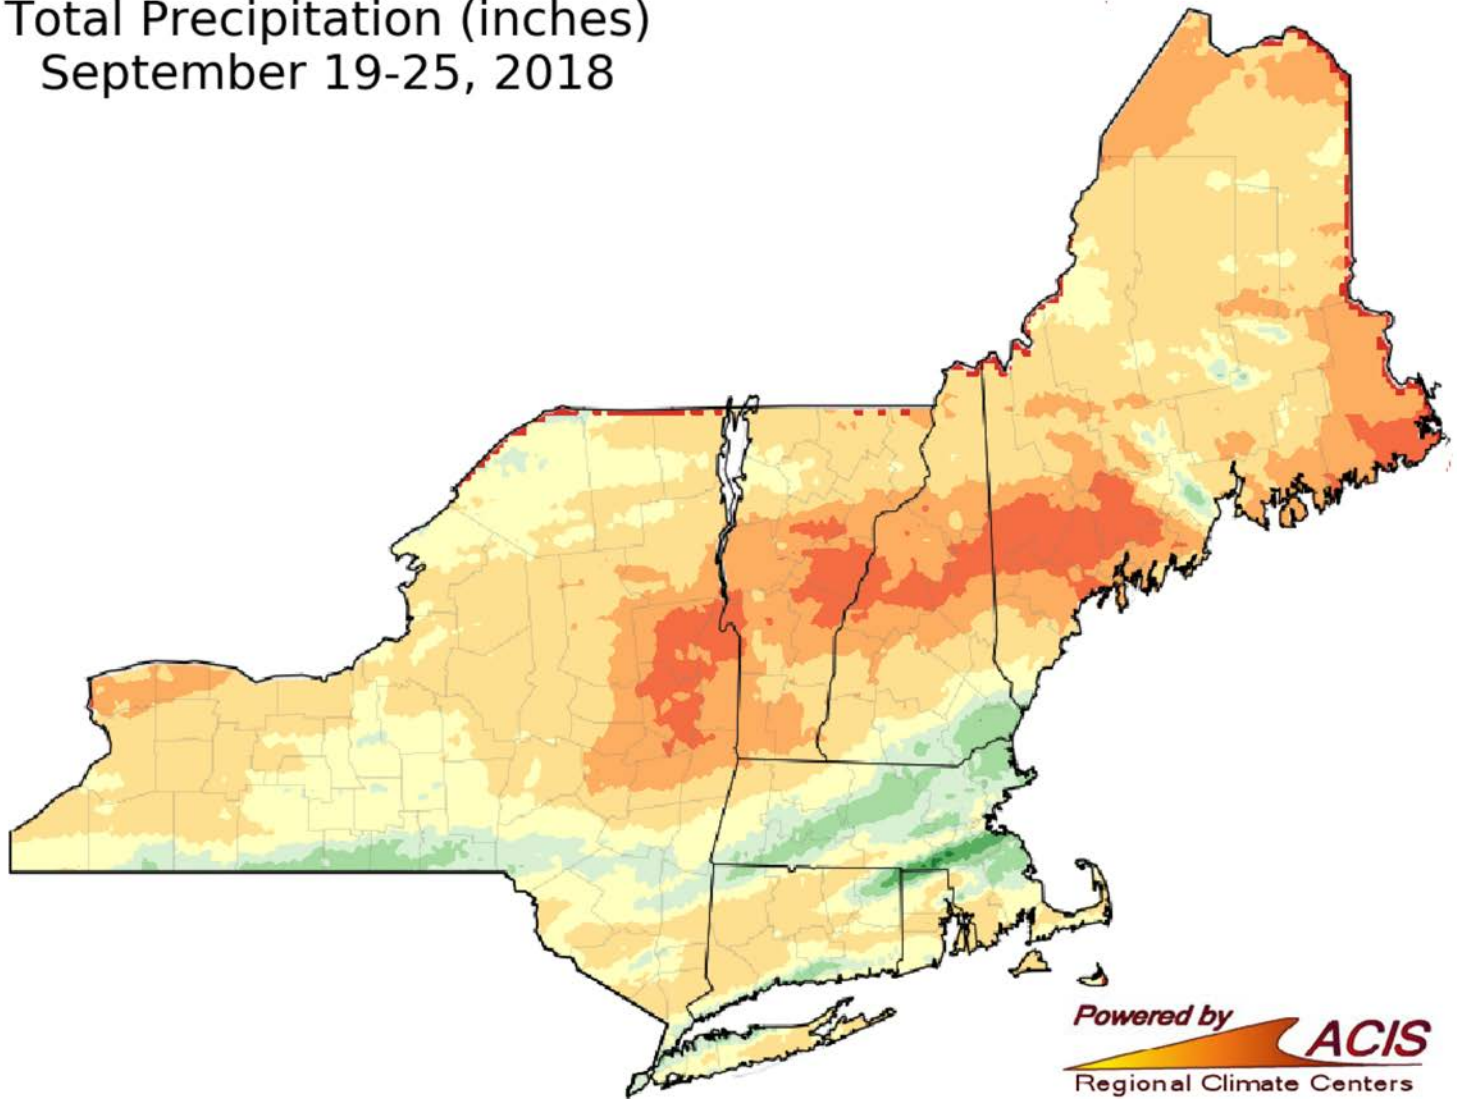 Total Precipitation (inches)
September 19-25, 2018
Powered by
ACIS
Regional Climate Centers